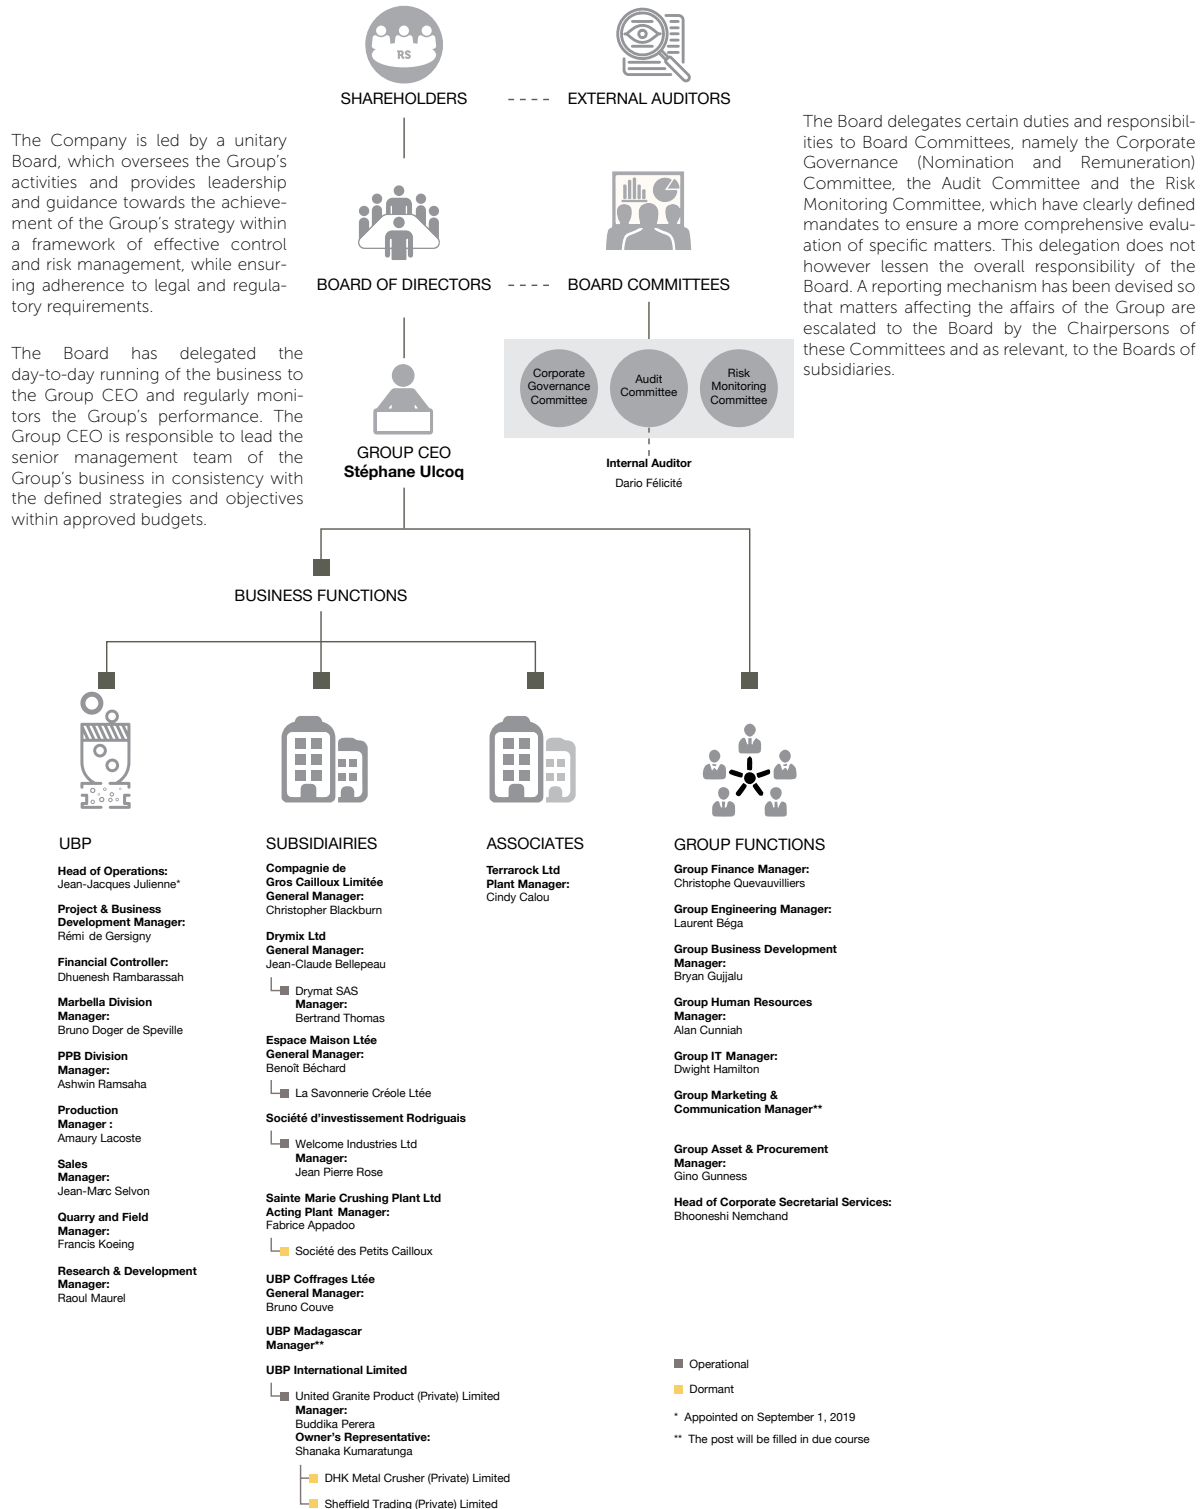 RS
SHAREHOLDERS
EXTERNAL AUDITORS
The Company is led by a unitary
Board, which oversees the Group's
activities and provides leadership
and guidance towards the achieve-
ment of the Group's strategy within
a framework of effective control
and risk management, while ensur-
ing adherence to legal and regula-
tory requirements.
The Board has delegated the
day-to-day running of the business to
the Group CEO and regularly moni-
tors the Group's performance. The
Group CEO is responsible to lead the
senior management team of the
Group's business in consistency with
the defined strategies and objectives
within approved budgets.
BOARD OF DIRECTORS
BOARD COMMITTEES
The Board delegates certain duties and responsibil-
ities to Board Committees, namely the Corporate
Governance (Nomination and Remuneration)
Committee, the Audit Committee and the Risk
Monitoring Committee, which have clearly defined
mandates to ensure a more comprehensive evalu-
ation of specific matters. This delegation does not
however lessen the overall responsibility of the
Board. A reporting mechanism has been devised so
that matters affecting the affairs of the Group are
escalated to the Board by the Chairpersons of
these Committees and as relevant, to the Boards of
subsidiaries.
Corporate
Governance
Committee
Audit
Committee
Risk
Monitoring
Committee
GROUP CEO
Stéphane Ulcoq
Internal Auditor
Dario Félicité
BUSINESS FUNCTIONS
UBP
Head of Operations:
Jean-Jacques Julienne*
Project & Business
Development Manager:
Rémi de Gersigny
Financial Controller:
Dhuenesh Rambarassah
Marbella Division
Manager:
Bruno Doger de Speville
PPB Division
Manager:
Ashwin Ramsaha
Production
Manager :
Amaury Lacoste
Sales
Manager:
Jean-Marc Selvon
Quarry and Field
Manager:
Francis Koeing
Research & Development
Manager:
Raoul Maurel
SUBSIDIAIRIES
Compagnie de
Gros Cailloux Limitée
General Manager:
Christopher Blackburn
Drymix Ltd
General Manager:
Jean-Claude Bellepeau
Drymat SAS
Manager:
Bertrand Thomas
Espace Maison Ltée
General Manager:
Benoît Béchard
La Savonnerie Créole Ltée
Société d'investissement Rodriguais
Welcome Industries Ltd
Manager:
Jean Pierre Rose
Sainte Marie Crushing Plant Ltd
Acting Plant Manager:
Fabrice Appadoo
Société des Petits Cailloux
UBP Coffrages Ltée
General Manager:
Bruno Couve
UBP Madagascar
Manager**
UBP International Limited
United Granite Product (Private) Limited
Manager:
Buddika Perera
Owner's Representative:
Shanaka Kumaratunga
DHK Metal Crusher (Private) Limited
Sheffield Trading (Private) Limited
ASSOCIATES
Terrarock Ltd
Plant Manager:
Cindy Calou
GROUP FUNCTIONS
Group Finance Manager:
Christophe Quevauvilliers
Group Engineering Manager:
Laurent Béga
Group Business Development
Manager:
Bryan Gujjalu
Group Human Resources
Manager:
Alan Cunniah
Group IT Manager:
Dwight Hamilton
Group Marketing &
Communication Manager**
Group Asset & Procurement
Manager:
Gino Gunness
Head of Corporate Secretarial Services:
Bhooneshi Nemchand
Operational
Dormant
* Appointed on September 1, 2019
** The post will be filled in due course